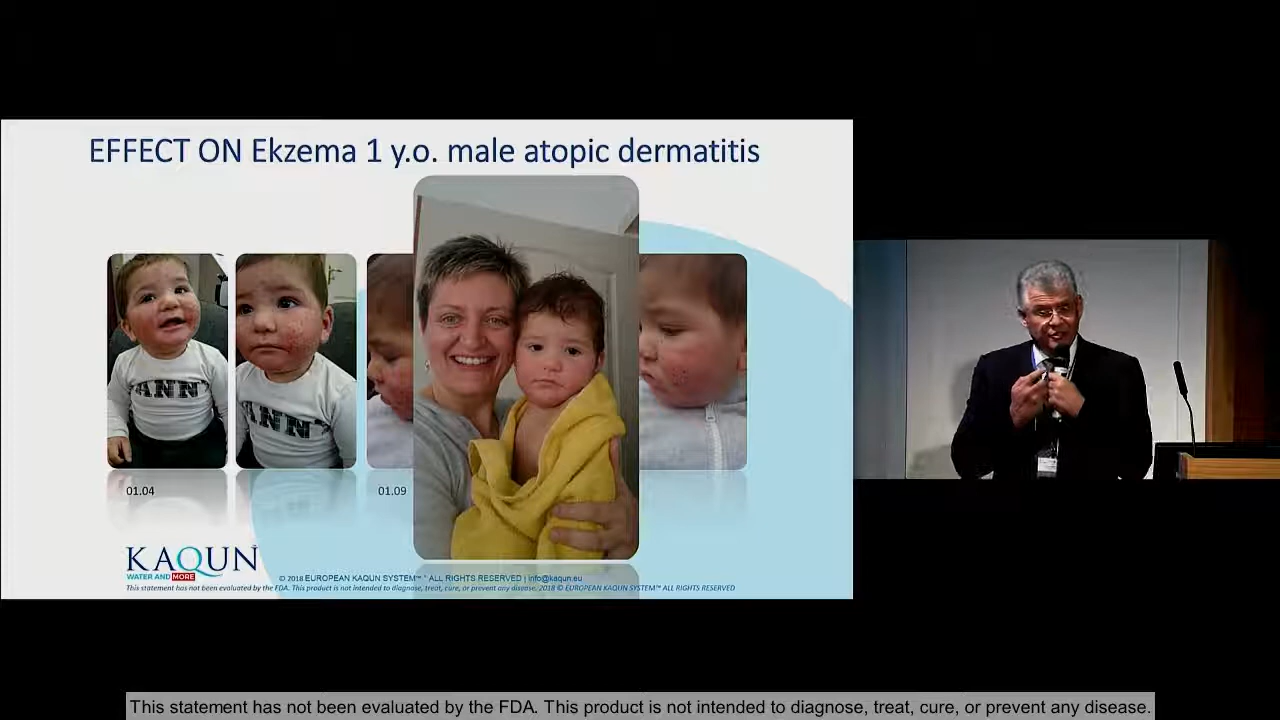 EFFECT ON Ekzema 1 y.o. male atopic dermatitis
ANN
ANN
01.04
01.09
KAQUN
WATER AND MORE
© 2018 EUROPEAN KAQUN SYSTEM™ * ALL RIGHTS RESERVED | info@kaqun.eu
This statement has not been evaluated by the FDA. This product is not intended to diagnose, treat, cure, or prevent any disease, 2018 © EUROPEAN KAQUN SYSTEM™ ALL RIGHTS RESERVED
This statement has not been evaluated by the FDA. This product is not intended to diagnose, treat, cure, or prevent any disease.